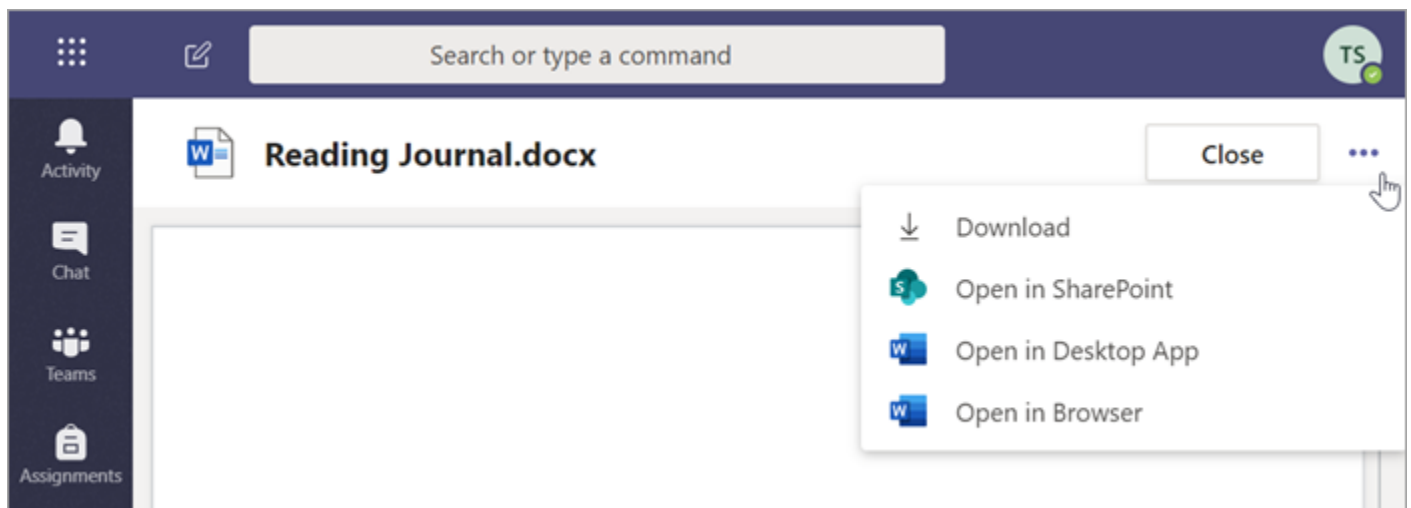 Search or type a command
TS
Activity
Chat
Teams
Assignments
W
Reading Journal.docx
Close
Download
S
Open in SharePoint
W
Open in Desktop App
W
Open in Browser